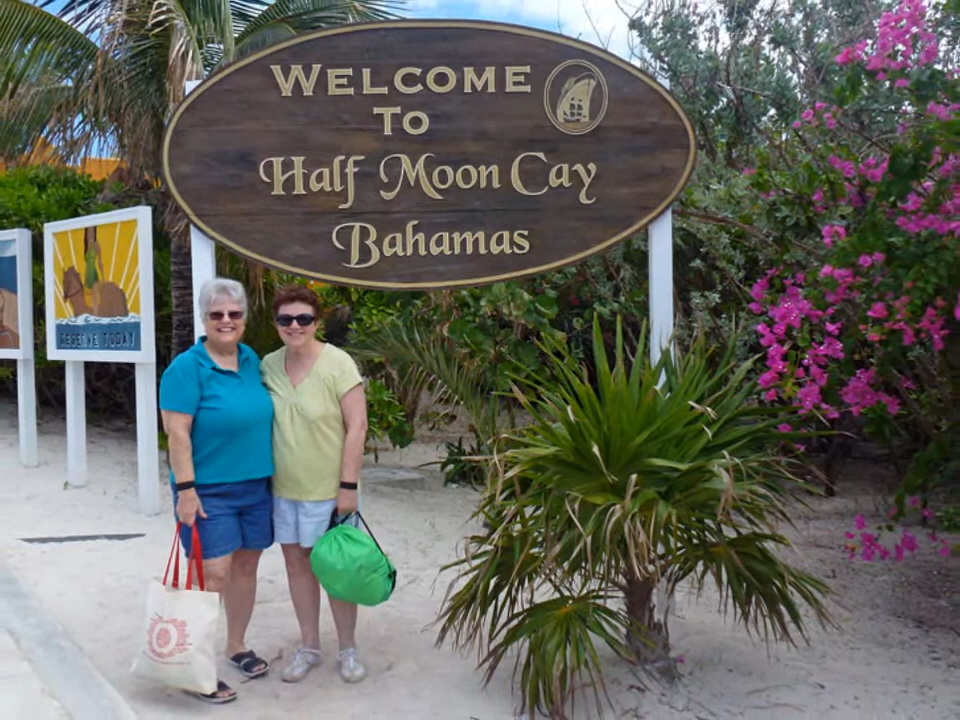 Welcome
To
Half Moon Cay
Bahamas
RESERVE TODAY